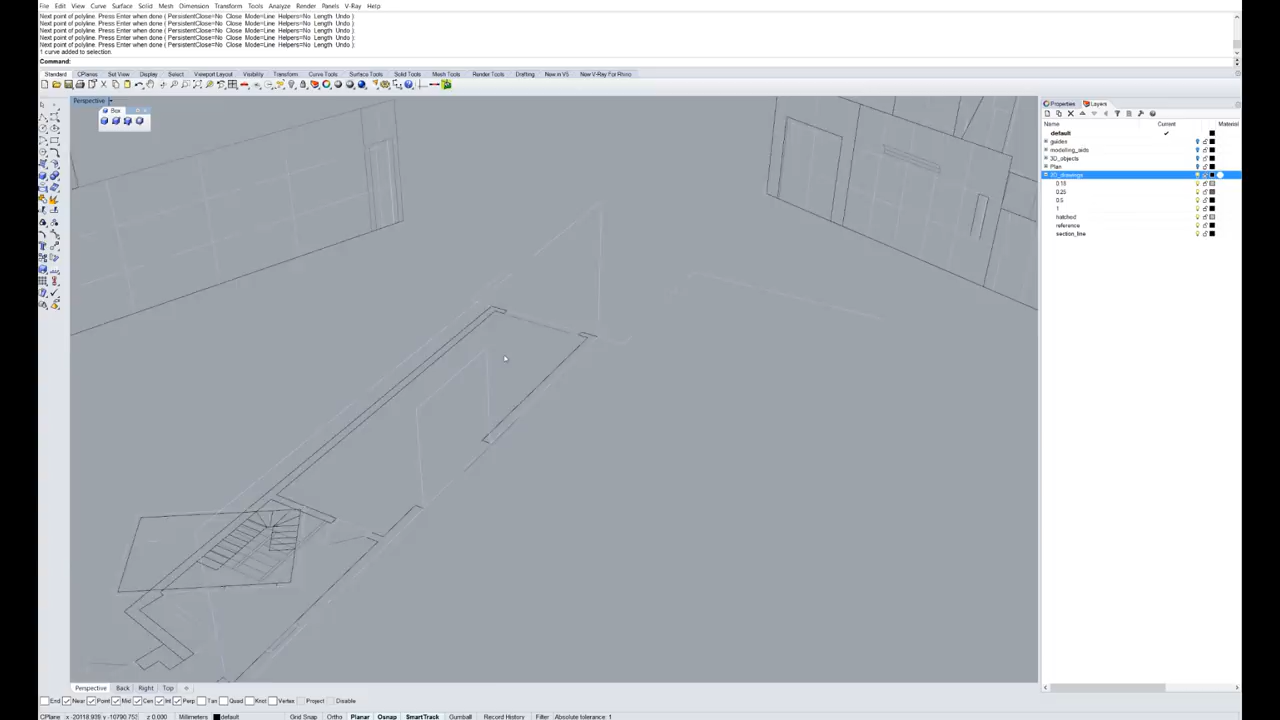 File Edit View Curve Surface Solid Mesh Dimension Transform Tools Analyze Render Panels V-Ray Help
Next point of polyline. Press Enter when done ( PersistentClose=No Close Mode=Line Helpers=No Length Undo ):
Next point of polyline. Press Enter when done ( PersistentClose=No Close Mode=Line Helpers=No Length Undo ):
Next point of polyline. Press Enter when done ( PersistentClose=No Close Mode=Line Helpers=No Length Undo ):
Next point of polyline. Press Enter when done ( PersistentClose=No Close Mode=Line Helpers=No Length Undo ):
Next point of polyline. Press Enter when done ( PersistentClose=No Close Mode=Line Helpers=No Length Undo ):
1 curve added to selection.
Command:
Standard CPlanes Set View Display Select Viewport Layout Visibility Transform Curve Tools Surface Tools Solid Tools Mesh Tools Render Tools Drafting New in V5 New V-Ray For Rhino
Perspective
Box
Properties Layers
Name Current Material
default
guides
modelling_aids
3D_objects
Plan
2D_drawings
0.18
0.25
0.5
1
hatched
reference
section_line
Perspective Back Right Top
End Near Point Mid Cen Int Perp Tan Quad Knot Vertex Project Disable
CPlane x -20118.938 y -10790.753 z 0.000 Millimeters default Grid Snap Ortho Planar Osnap SmartTrack Gumball Record History Filter Absolute tolerance: 1